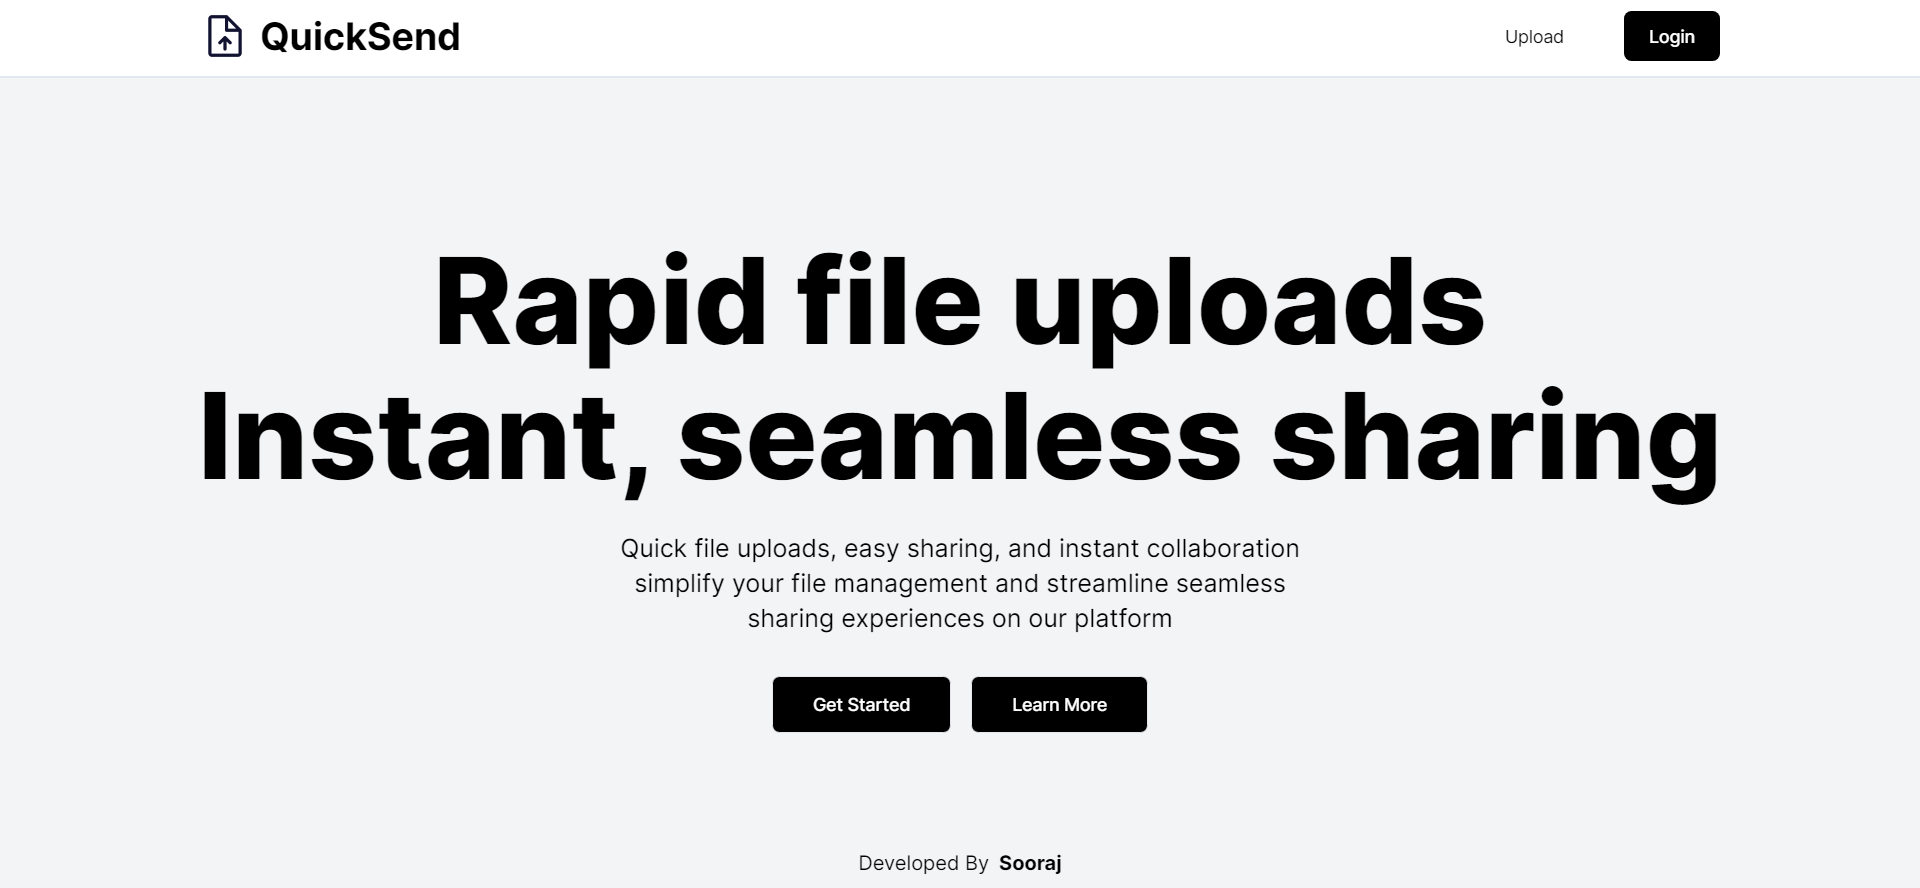 QuickSend
Upload
Login
Rapid file uploads
Instant, seamless sharing
Quick file uploads, easy sharing, and instant collaboration
simplify your file management and streamline seamless
sharing experiences on our platform
Get Started
Learn More
Developed By Sooraj